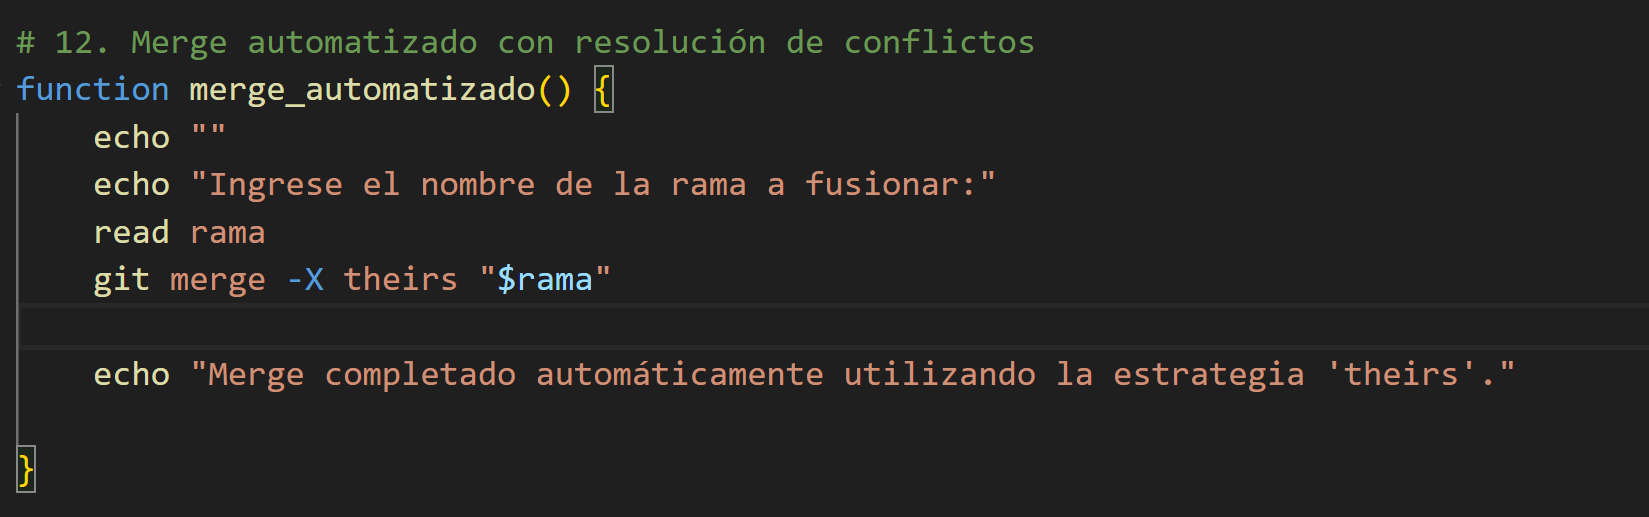 # 12. Merge automatizado con resolución de conflictos
function merge_automatizado() {
    echo ""
    echo "Ingrese el nombre de la rama a fusionar:"
    read rama
    git merge -X theirs "$rama"
    echo "Merge completado automáticamente utilizando la estrategia 'theirs'."
}